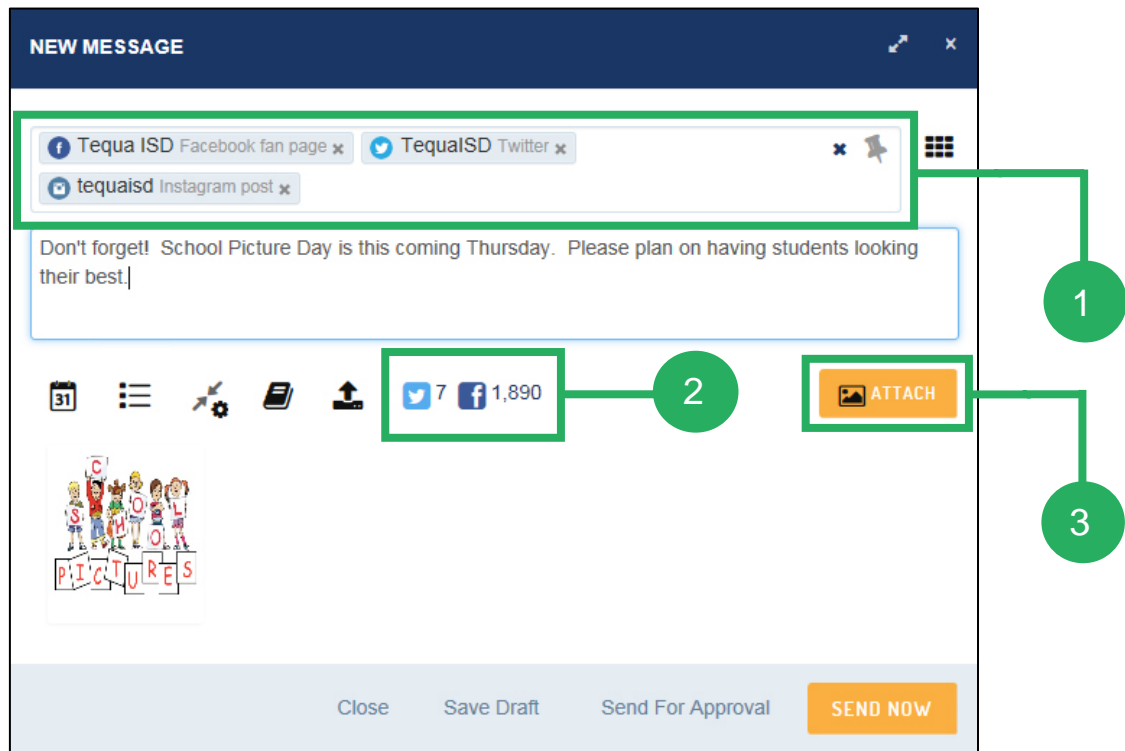 NEW MESSAGE
Tequa ISD Facebook fan page x TequaISD Twitter x
tequaisd Instagram post x
Don't forget!  School Picture Day is this coming Thursday.  Please plan on having students looking
their best.
1
31 7 1,890 2 ATTACH
SCHOOL
PICTURES
3
Close Save Draft Send For Approval SEND NOW